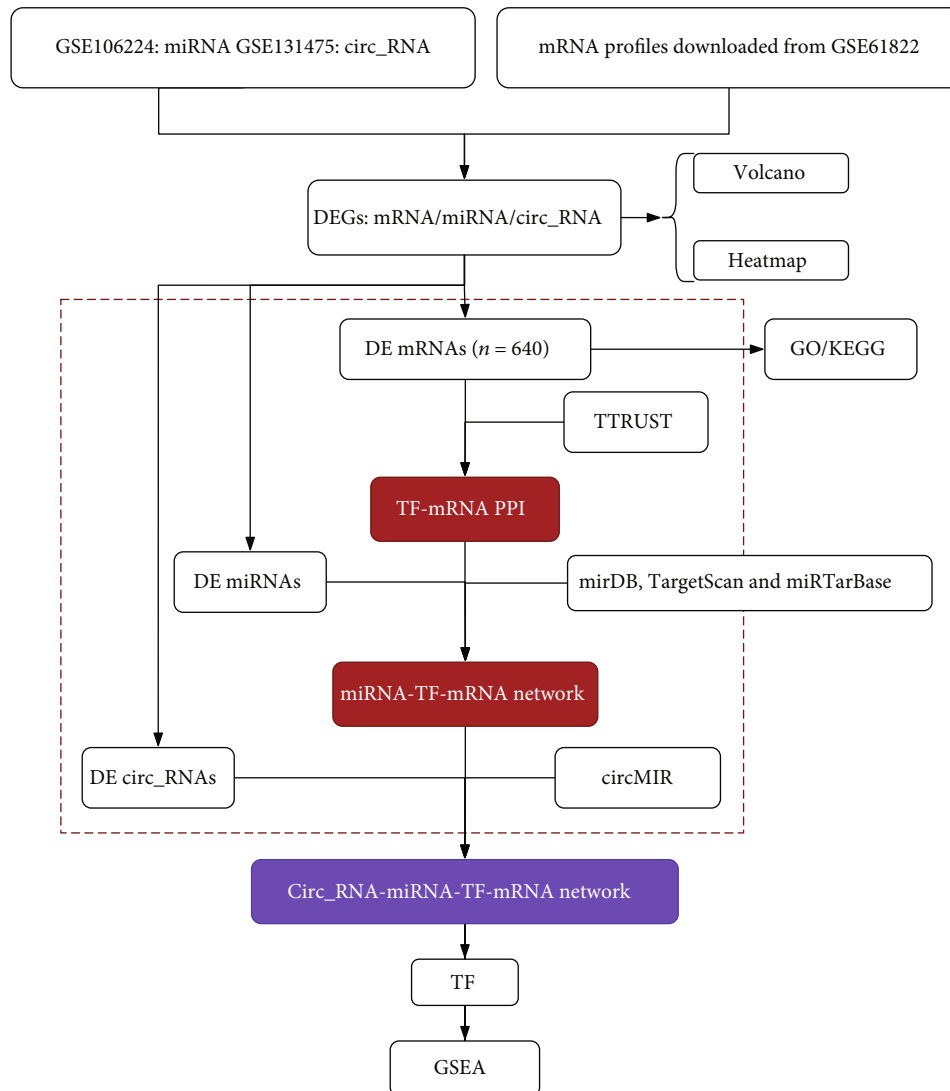 GSE106224: miRNA GSE131475: circ_RNA
mRNA profiles downloaded from GSE61822
Volcano
DEGs: mRNA/miRNA/circ_RNA
Heatmap
DE mRNAs (n = 640)
GO/KEGG
TTRUST
TF-mRNA PPI
DE miRNAs
mirDB, TargetScan and miRTarBase
miRNA-TF-mRNA network
DE circ_RNAs
circMIR
Circ_RNA-miRNA-TF-mRNA network
TF
GSEA